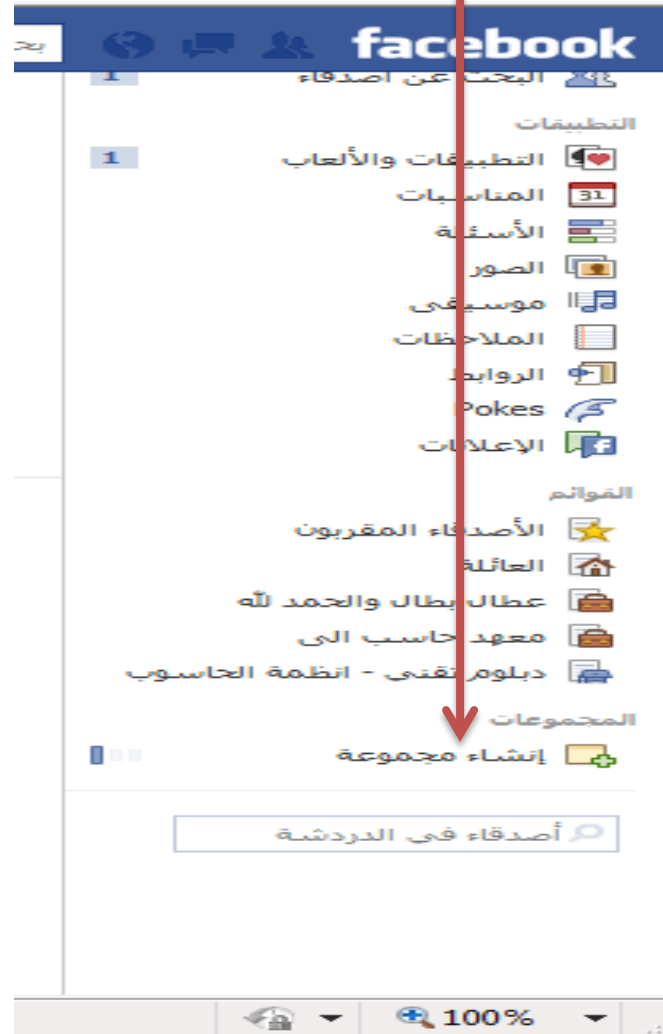 facebook
بحـ
البحث عن أصدقاء 1
التطبيقات
التطبيقات والألعاب 1
31 المناسبات
الأسئلة
الصور
موسيقى
الملاحظات
الروابط
Pokes
الإعلانات
القوائم
الأصدقاء المقربون
العائلة
عطال بطال والحمد لله
معهد حاسب الى
دبلوم تقني - انظمة الحاسوب
المجموعات
إنشاء مجموعة
أصدقاء في الدردشة
100%